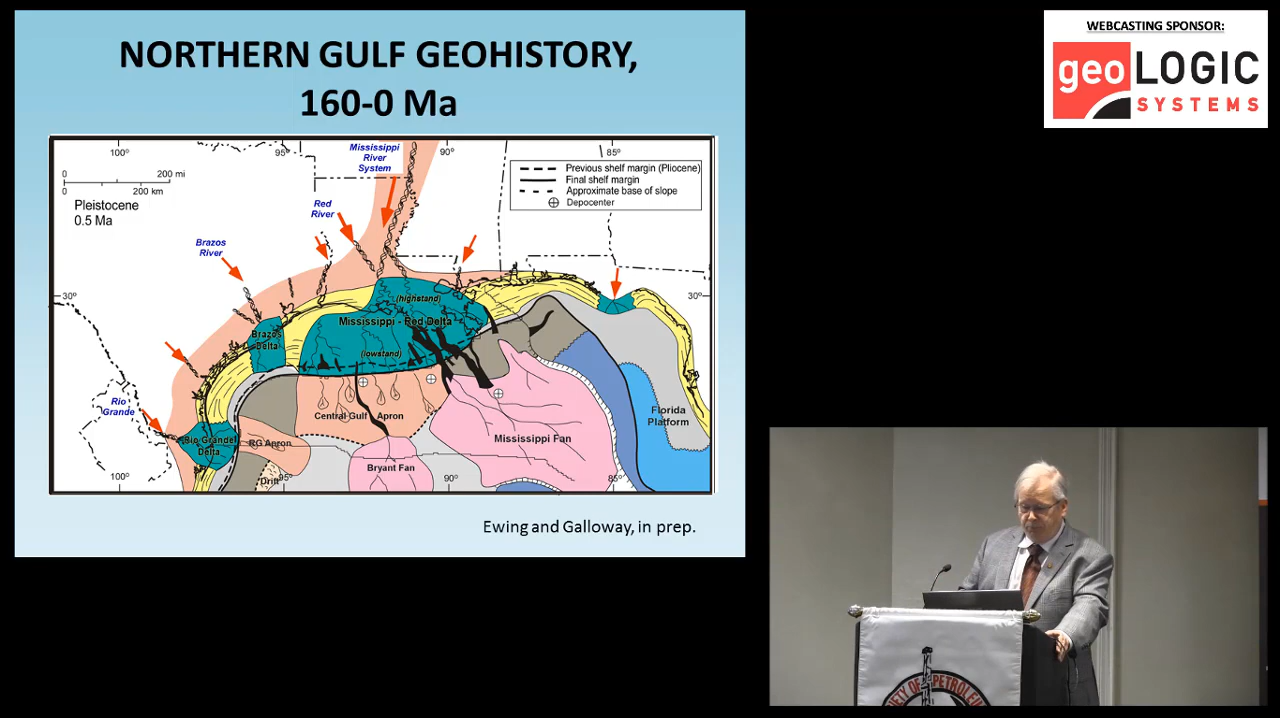 NORTHERN GULF GEOHISTORY,
160-0 Ma
100°
95°
Mississippi
River
System
90°
85°
0 200 mi
0 200 km
Pleistocene
0.5 Ma
Previous shelf margin (Pliocene)
Final shelf margin
Approximate base of slope
Depocenter
Red
River
Brazos
River
30°
30°
(highstand)
Mississippi - Red Delta
Brazos
Delta
(lowstand)
Rio
Grande
Central Gulf Apron
Florida
Platform
Rio Grande
Delta
RG Apron
Mississippi Fan
Bryant Fan
Drift
100°
95°
90°
85°
Ewing and Galloway, in prep.
WEBCASTING SPONSOR:
geoLOGIC
SYSTEMS